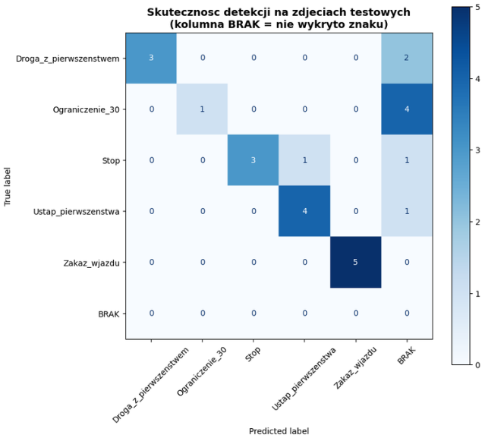 Skutecznosc detekcji na zdjeciach testowych
(kolumna BRAK = nie wykryto znaku)
True label
Droga_z_pierwszenstwem 3 0 0 0 0 2
Ograniczenie_30 0 1 0 0 0 4
Stop 0 0 3 1 0 1
Ustap_pierwszenstwa 0 0 0 4 0 1
Zakaz_wjazdu 0 0 0 0 5 0
BRAK 0 0 0 0 0 0
Droga_z_pierwszenstwem
Ograniczenie_30
Stop
Ustap_pierwszenstwa
Zakaz_wjazdu
BRAK
Predicted label
5
4
3
2
1
0